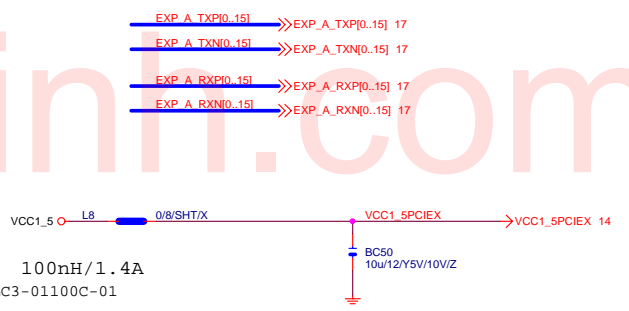 EXP_A_TXP[0..15] EXP_A_TXP[0..15] 17
EXP_A_TXN[0..15] EXP_A_TXN[0..15] 17
EXP_A_RXP[0..15] EXP_A_RXP[0..15] 17
EXP_A_RXN[0..15] EXP_A_RXN[0..15] 17
inh.com
VCC1_5 L8 0/8/SHT/X VCC1_5PCIEX VCC1_5PCIEX 14
BC50
10u/12/Y5V/10V/Z
100nH/1.4A
C3-01100C-01